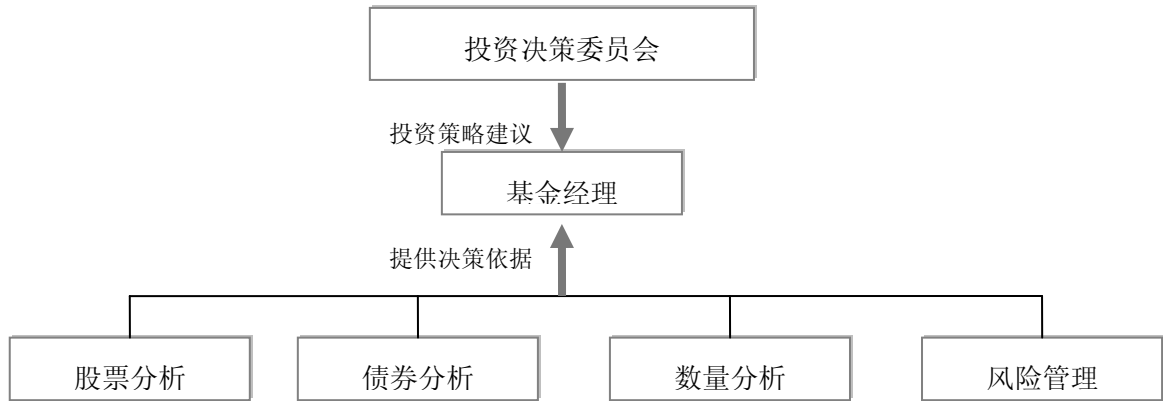 投资决策委员会
投资策略建议
基金经理
提供决策依据
股票分析
债券分析
数量分析
风险管理